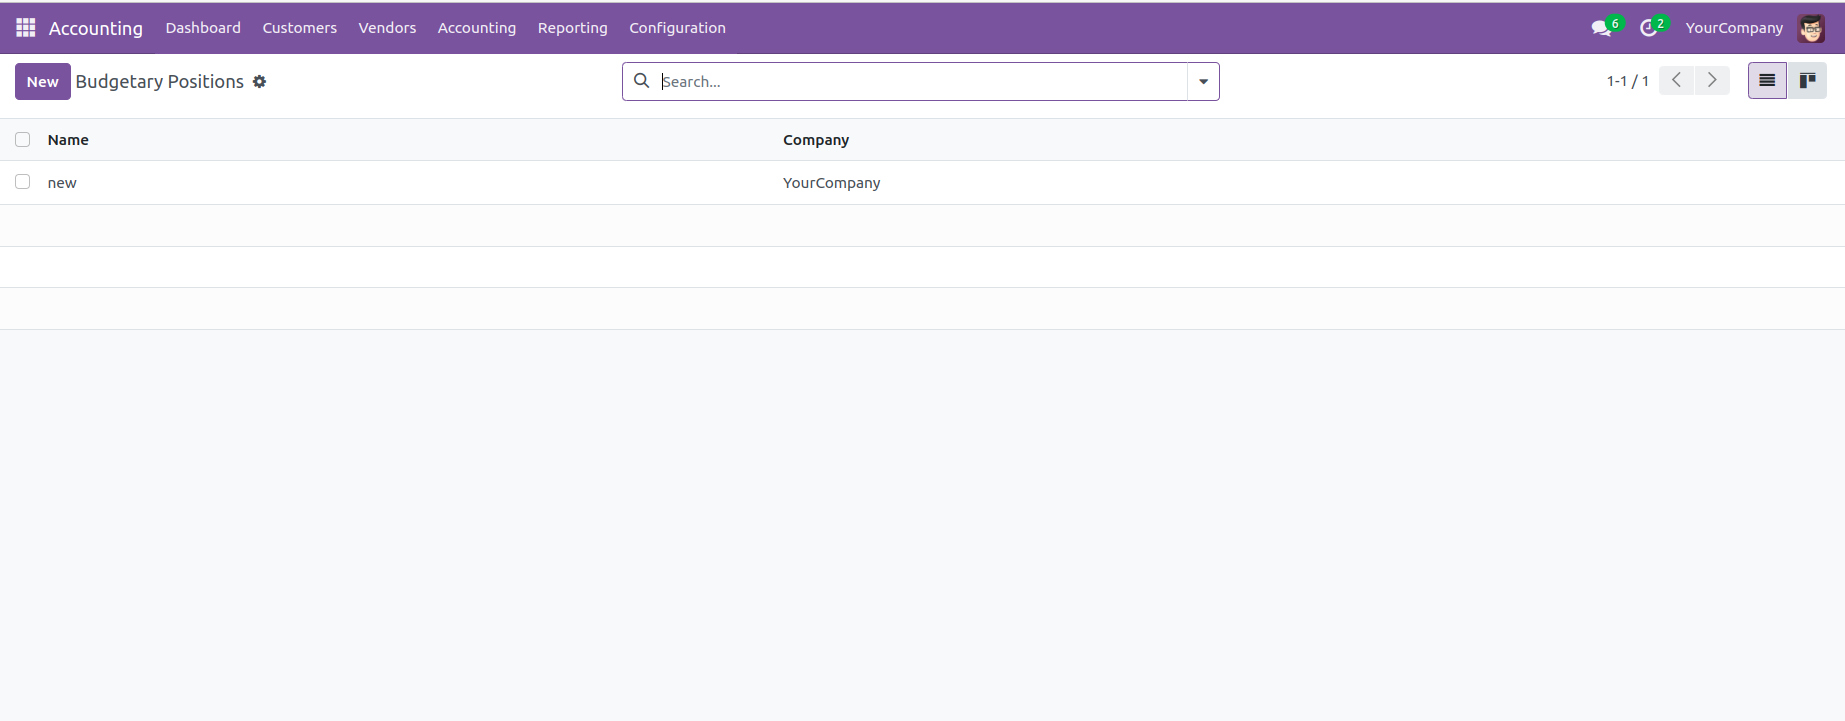 Accounting Dashboard Customers Vendors Accounting Reporting Configuration 6 2 YourCompany
New Budgetary Positions Search... 1-1 / 1
Name Company
new YourCompany